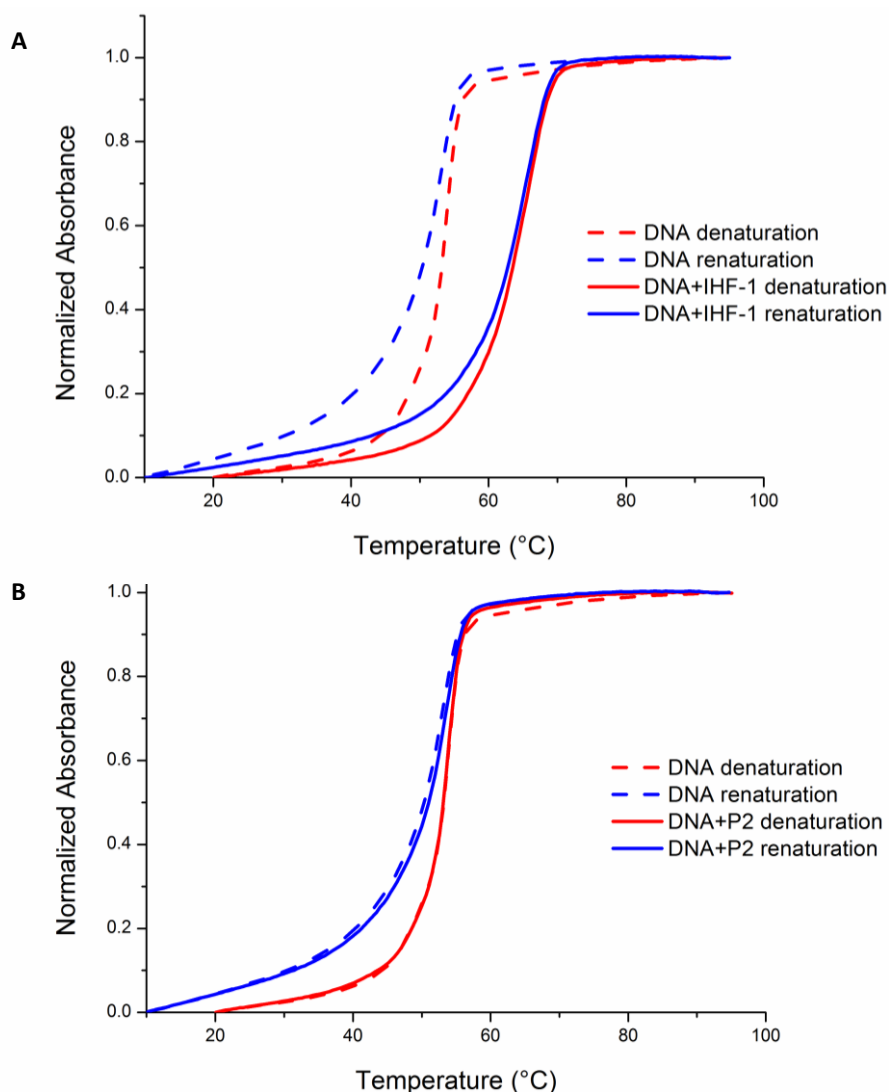 A
Normalized Absorbance
1.0
0.8
0.6
0.4
0.2
0.0
DNA denaturation
DNA renaturation
DNA+IHF-1 denaturation
DNA+IHF-1 renaturation
20 40 60 80 100
Temperature (°C)
B
Normalized Absorbance
1.0
0.8
0.6
0.4
0.2
0.0
DNA denaturation
DNA renaturation
DNA+P2 denaturation
DNA+P2 renaturation
20 40 60 80 100
Temperature (°C)